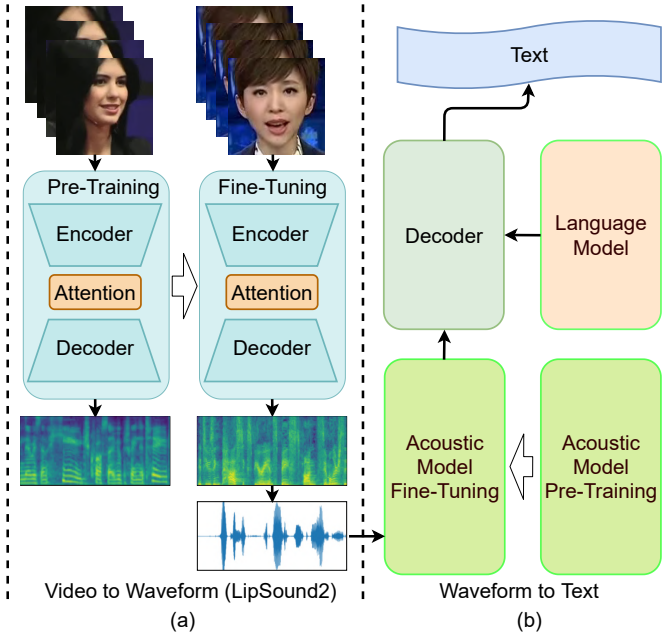 Pre-Training
Encoder
Attention
Decoder
Fine-Tuning
Encoder
Attention
Decoder
Video to Waveform (LipSound2)
(a)
Text
Decoder
Language
Model
Acoustic
Model
Fine-Tuning
Acoustic
Model
Pre-Training
Waveform to Text
(b)